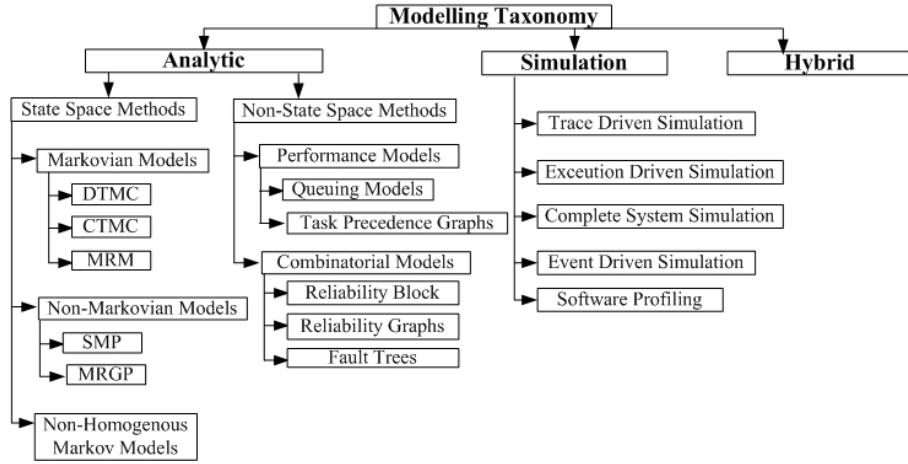 Modelling Taxonomy
Analytic
Simulation
Hybrid
State Space Methods
Markovian Models
DTMC
CTMC
MRM
Non-Markovian Models
SMP
MRGP
Non-Homogenous
Markov Models
Non-State Space Methods
Performance Models
Queuing Models
Task Precedence Graphs
Combinatorial Models
Reliability Block
Reliability Graphs
Fault Trees
Trace Driven Simulation
Exceution Driven Simulation
Complete System Simulation
Event Driven Simulation
Software Profiling